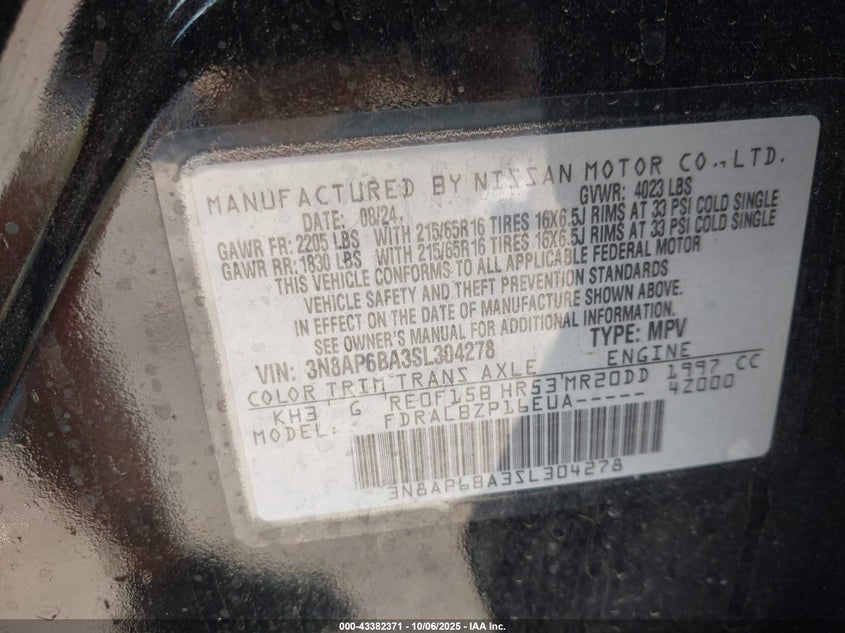 MANUFACTURED BY NISSAN MOTOR CO.,LTD.
DATE: 08/24 GVWR: 4023 LBS
GAWR FR: 2205 LBS WITH 215/65R16 TIRES 16X6.5J RIMS AT 33 PSI COLD SINGLE
GAWR RR: 1830 LBS WITH 215/65R16 TIRES 16X6.5J RIMS AT 33 PSI COLD SINGLE
THIS VEHICLE CONFORMS TO ALL APPLICABLE FEDERAL MOTOR
VEHICLE SAFETY AND THEFT PREVENTION STANDARDS
IN EFFECT ON THE DATE OF MANUFACTURE SHOWN ABOVE.
SEE OWNER'S MANUAL FOR ADDITIONAL INFORMATION.
VIN: 3N8AP6BA3SL304278 TYPE: MPV
COLOR TRIM TRANS AXLE ENGINE
KH3 G RE0F15B HR53 MR20DD 1997 CC
MODEL: FDRALBZP16EUA----- 42000
3N8AP6BA3SL304278
000-43382371 - 10/06/2025 - IAA Inc.